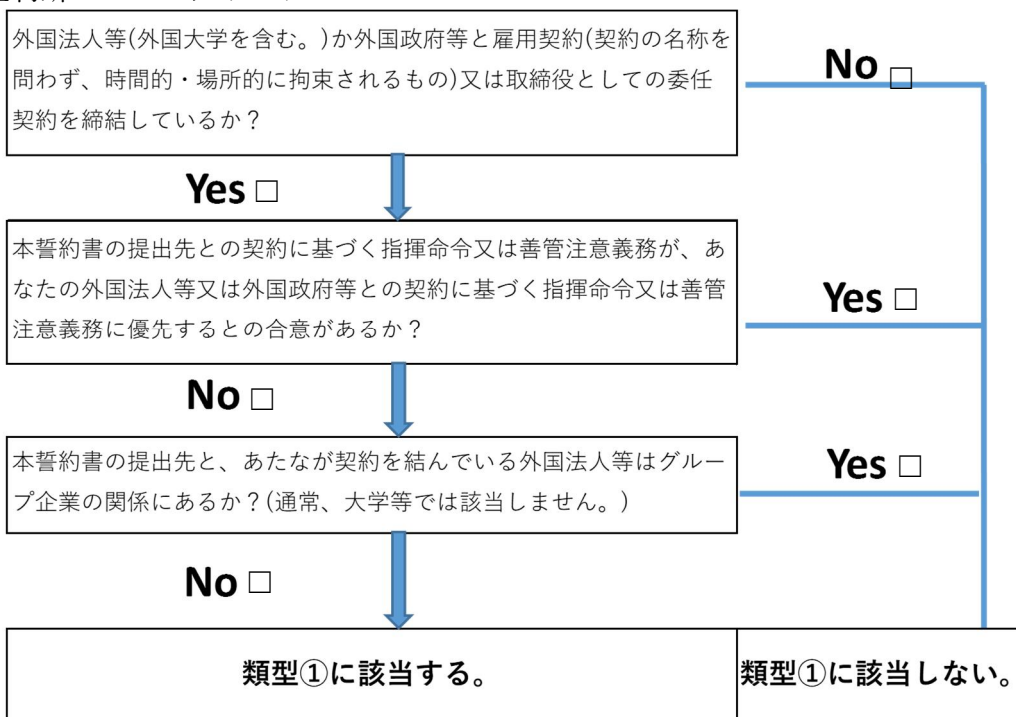 外国法人等(外国大学を含む。)か外国政府等と雇用契約(契約の名称を
問わず、時間的・場所的に拘束されるもの)又は取締役としての委任
契約を締結しているか？
No □
Yes □
本誓約書の提出先との契約に基づく指揮命令又は善管注意義務が、あ
なたの外国法人等又は外国政府等との契約に基づく指揮命令又は善管
注意義務に優先するとの合意があるか？
Yes □
No □
本誓約書の提出先と、あたなが契約を結んでいる外国法人等はグルー
プ企業の関係にあるか？(通常、大学等では該当しません。)
Yes □
No □
類型①に該当する。
類型①に該当しない。